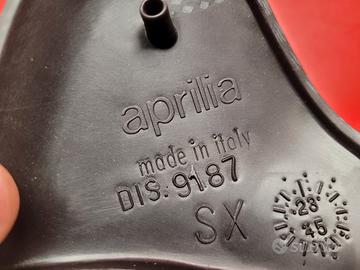 aprilia
made in italy
DIS: 9187
SX
28
45